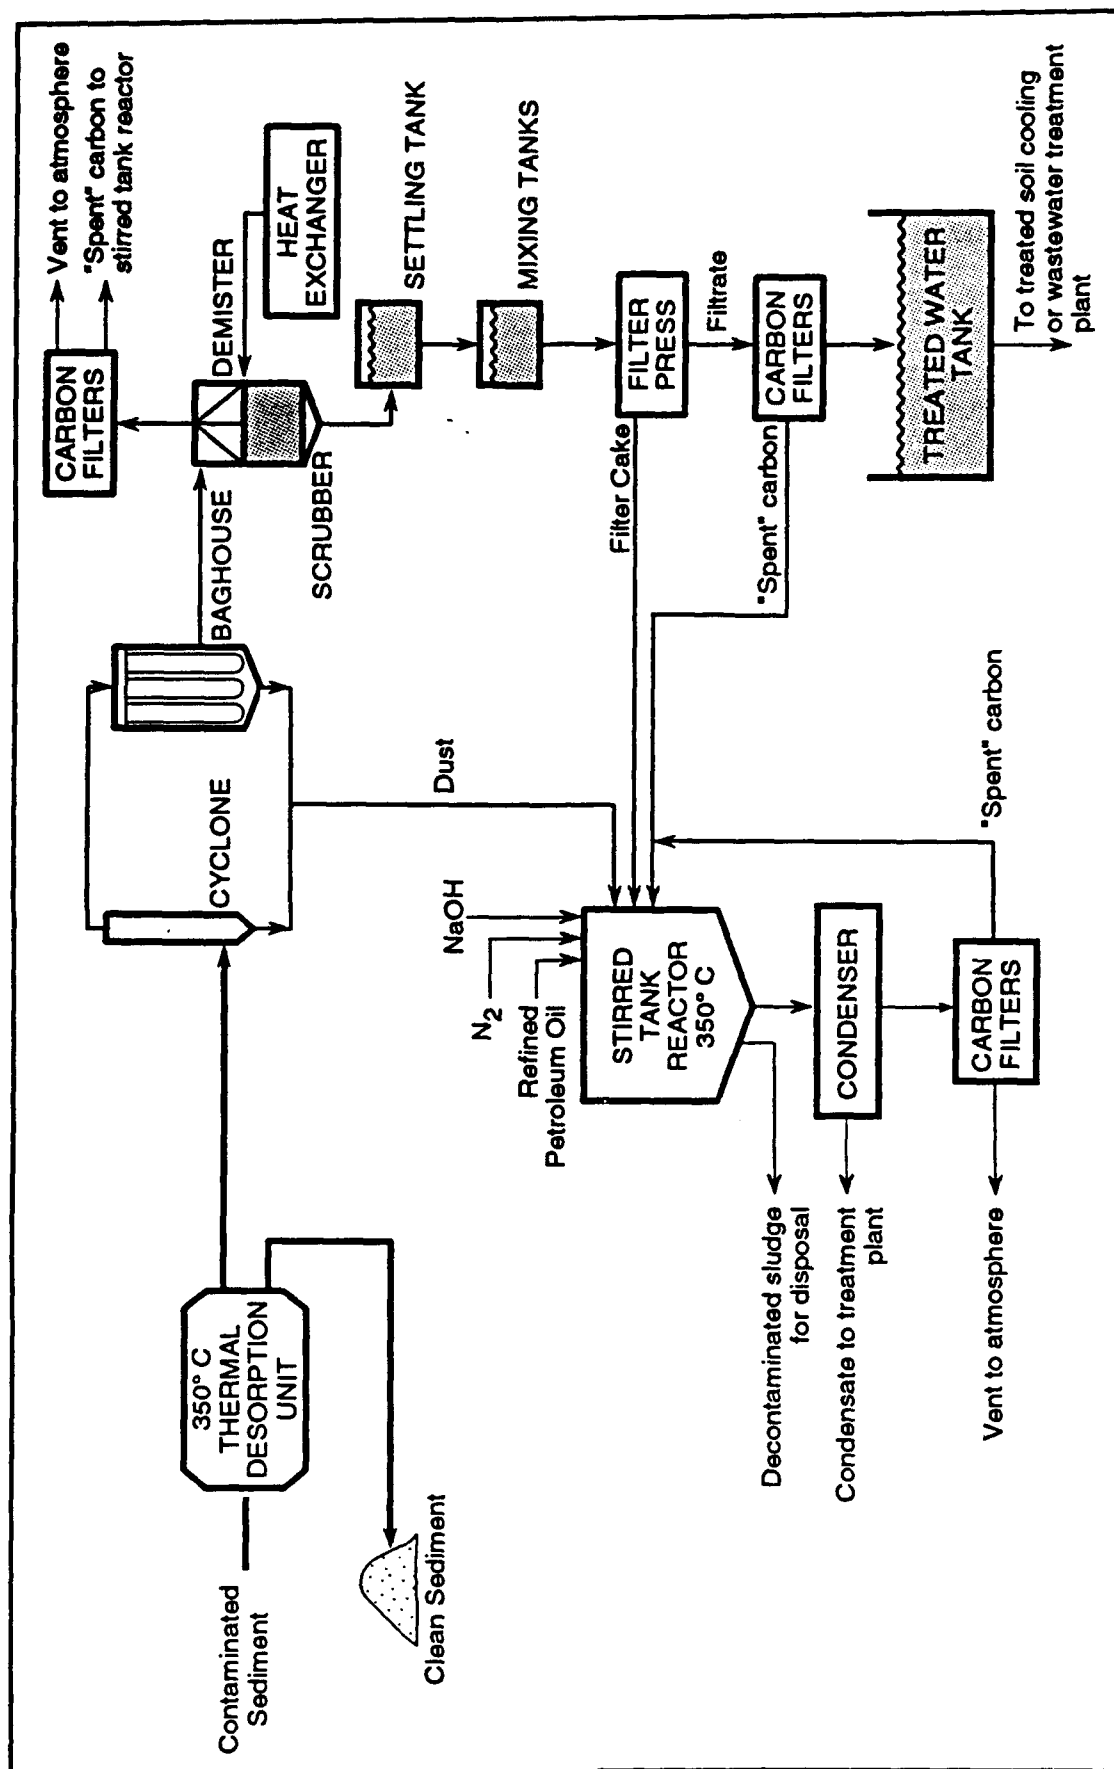 Contaminated
Sediment
350° C
THERMAL
DESORPTION
UNIT
Clean Sediment
CYCLONE
BAGHOUSE
Dust
CARBON
FILTERS
Vent to atmosphere
"Spent" carbon to
stirred tank reactor
DEMISTER
SCRUBBER
HEAT
EXCHANGER
SETTLING TANK
MIXING TANKS
FILTER
PRESS
Filter Cake
Filtrate
CARBON
FILTERS
"Spent" carbon
TREATED WATER
TANK
To treated soil cooling
or wastewater treatment
plant
NaOH
N2
Refined
Petroleum Oil
STIRRED
TANK
REACTOR
350° C
Decontaminated sludge
for disposal
CONDENSER
Condensate to treatment
plant
CARBON
FILTERS
"Spent" carbon
Vent to atmosphere